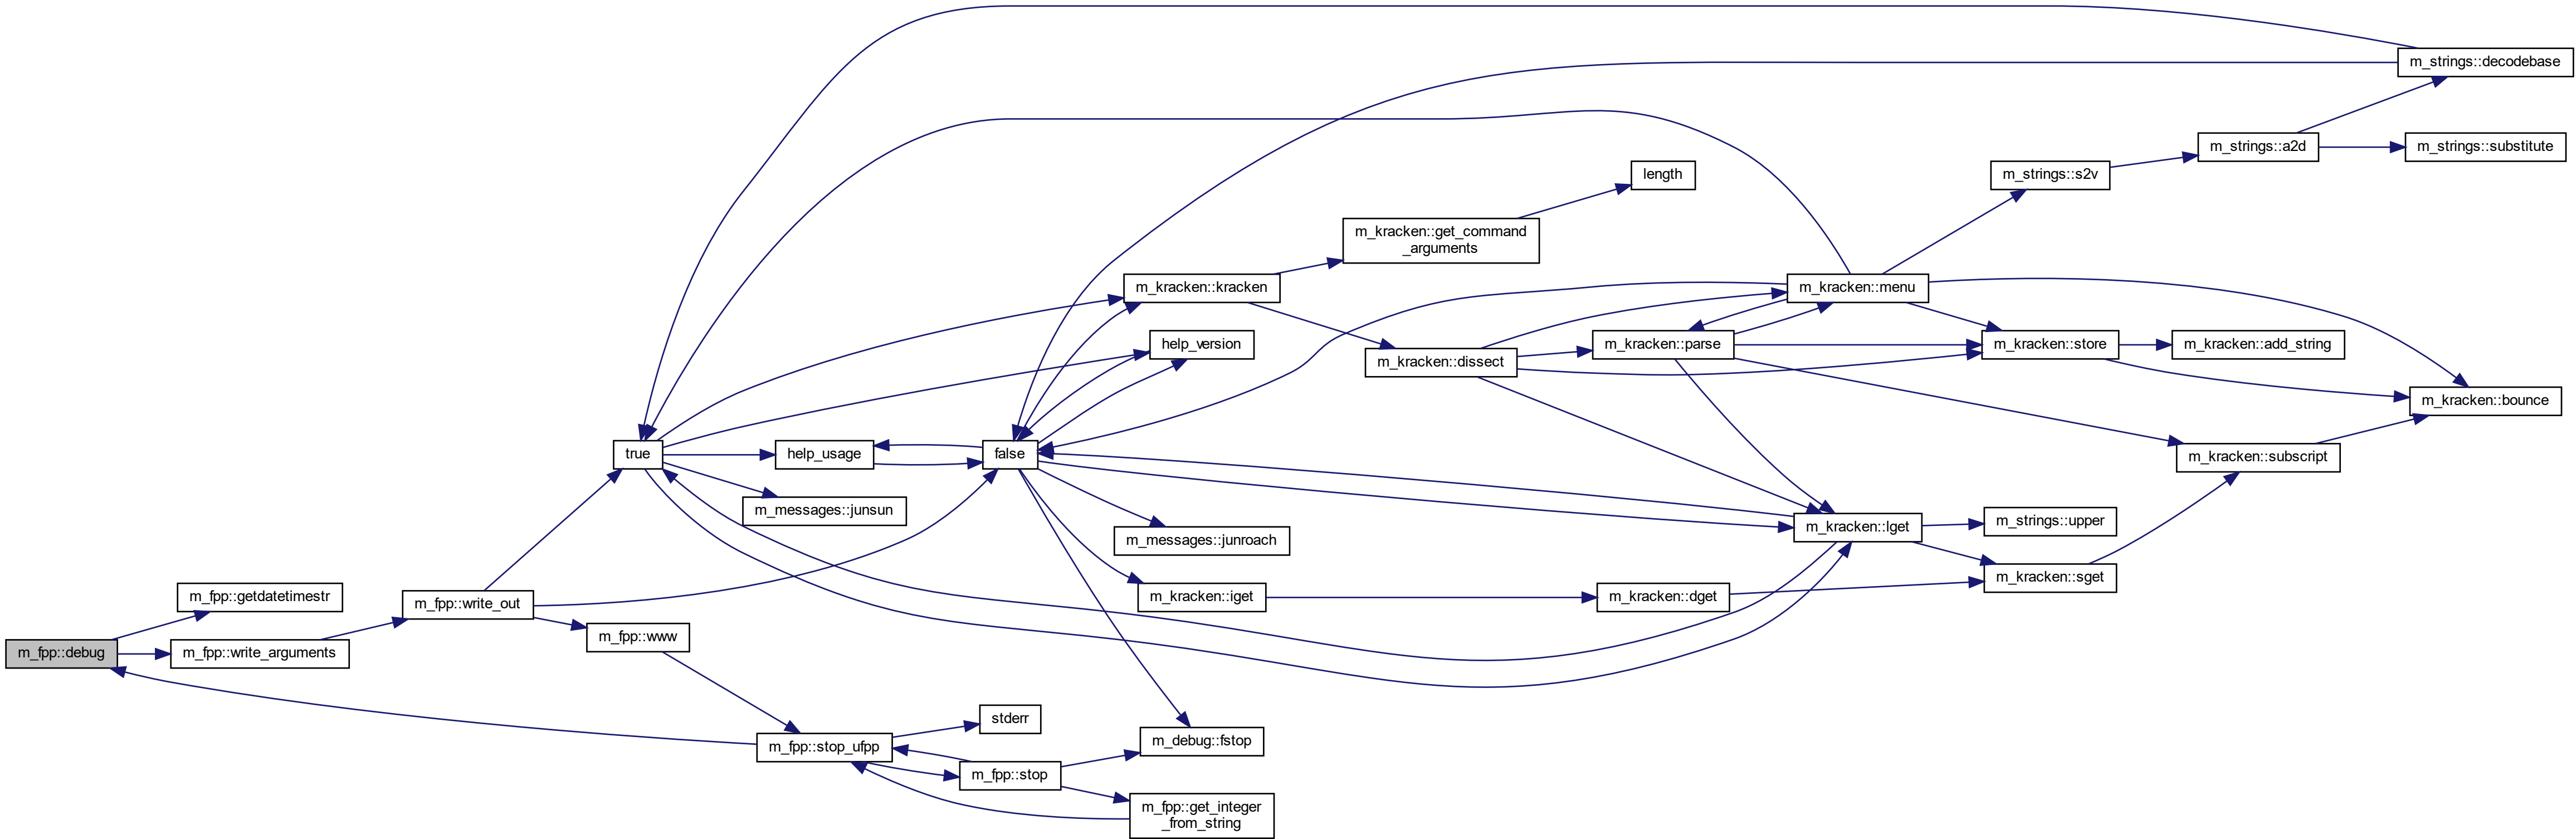 m_strings::decodebase
m_strings::a2d
m_strings::substitute
length
m_strings::s2v
m_kracken::get_command
_arguments
m_kracken::kracken
m_kracken::menu
help_version
m_kracken::parse
m_kracken::store
m_kracken::add_string
m_kracken::dissect
m_kracken::bounce
true
help_usage
false
m_kracken::subscript
m_messages::junsun
m_kracken::lget
m_strings::upper
m_messages::junroach
m_kracken::sget
m_fpp::getdatetimestr
m_fpp::write_out
m_kracken::iget
m_kracken::dget
m_fpp::www
m_fpp::debug
m_fpp::write_arguments
stderr
m_fpp::stop_ufpp
m_debug::fstop
m_fpp::stop
m_fpp::get_integer
_from_string